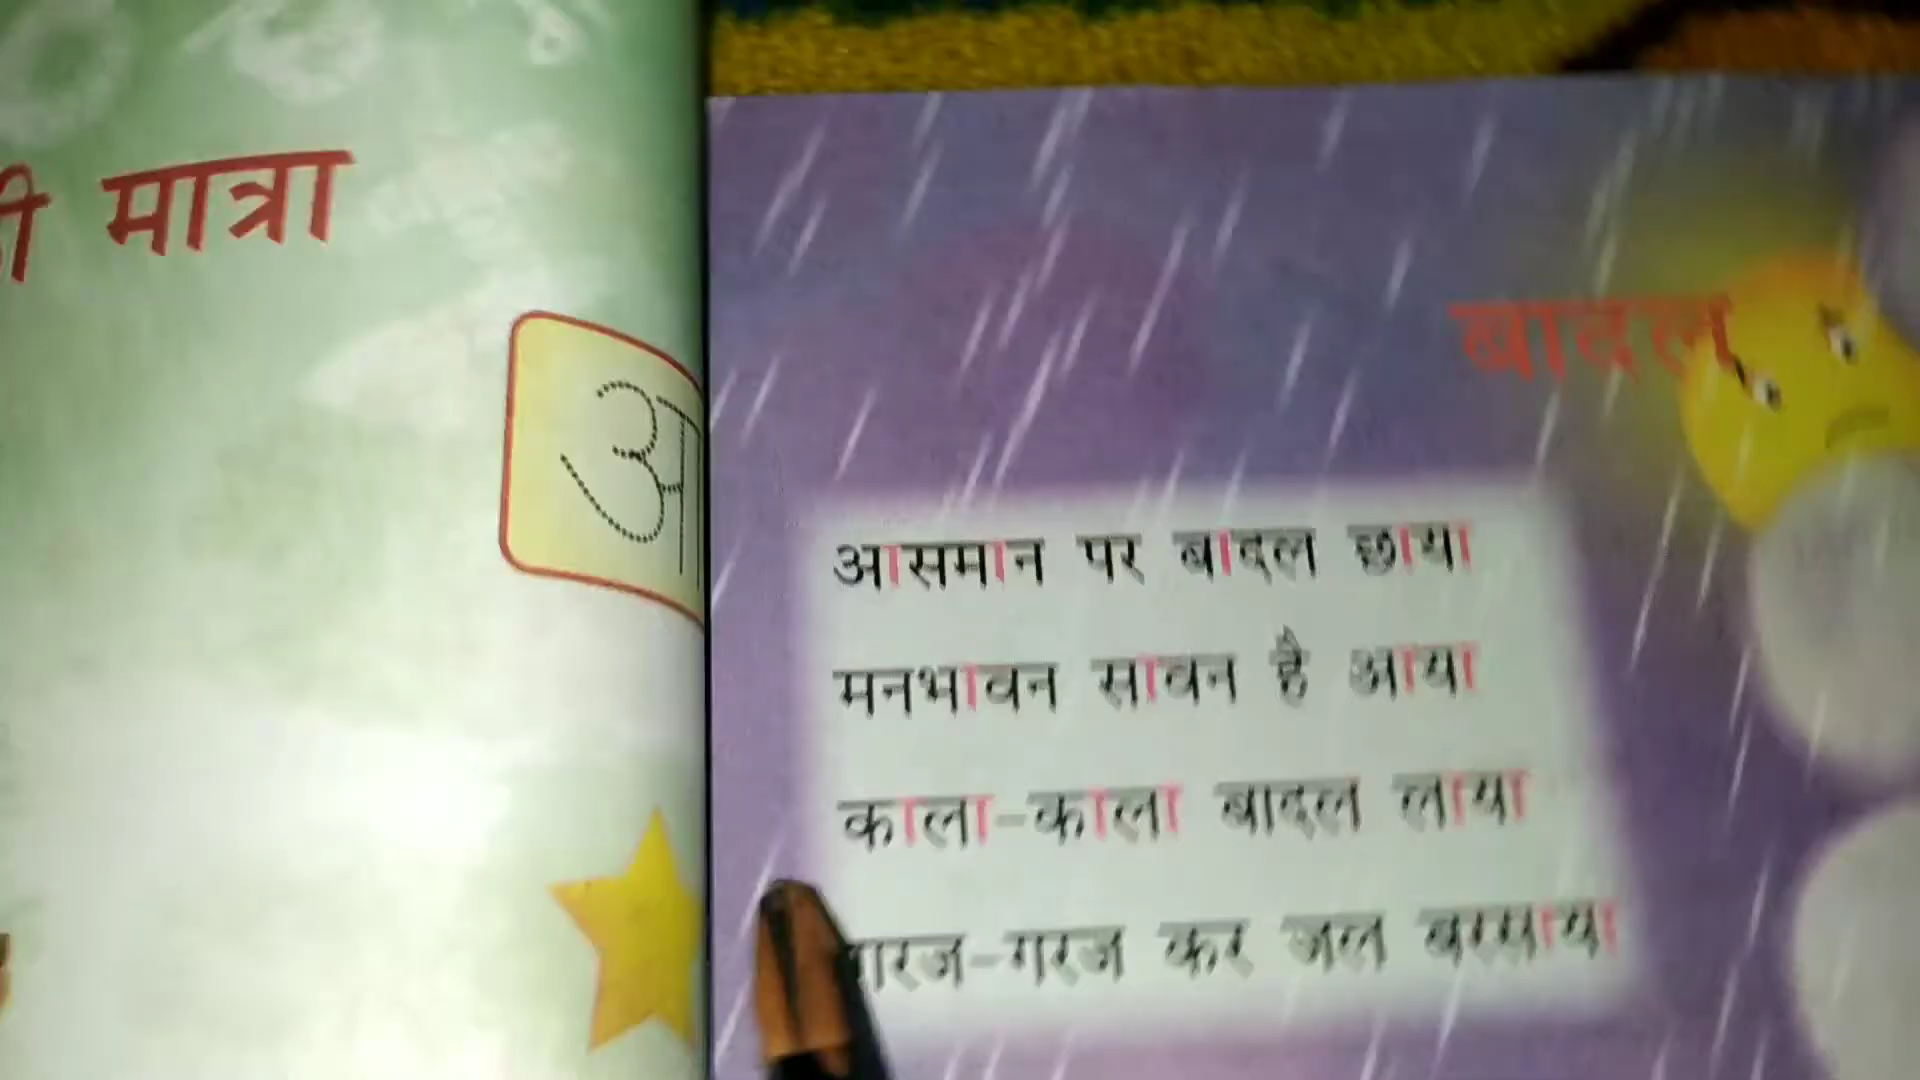 मात्रा
आ
बादल
आसमान पर बादल छाया
मनभावन सावन है आया
काला-काला बादल लाया
गरज-गरज कर जल बरसाया